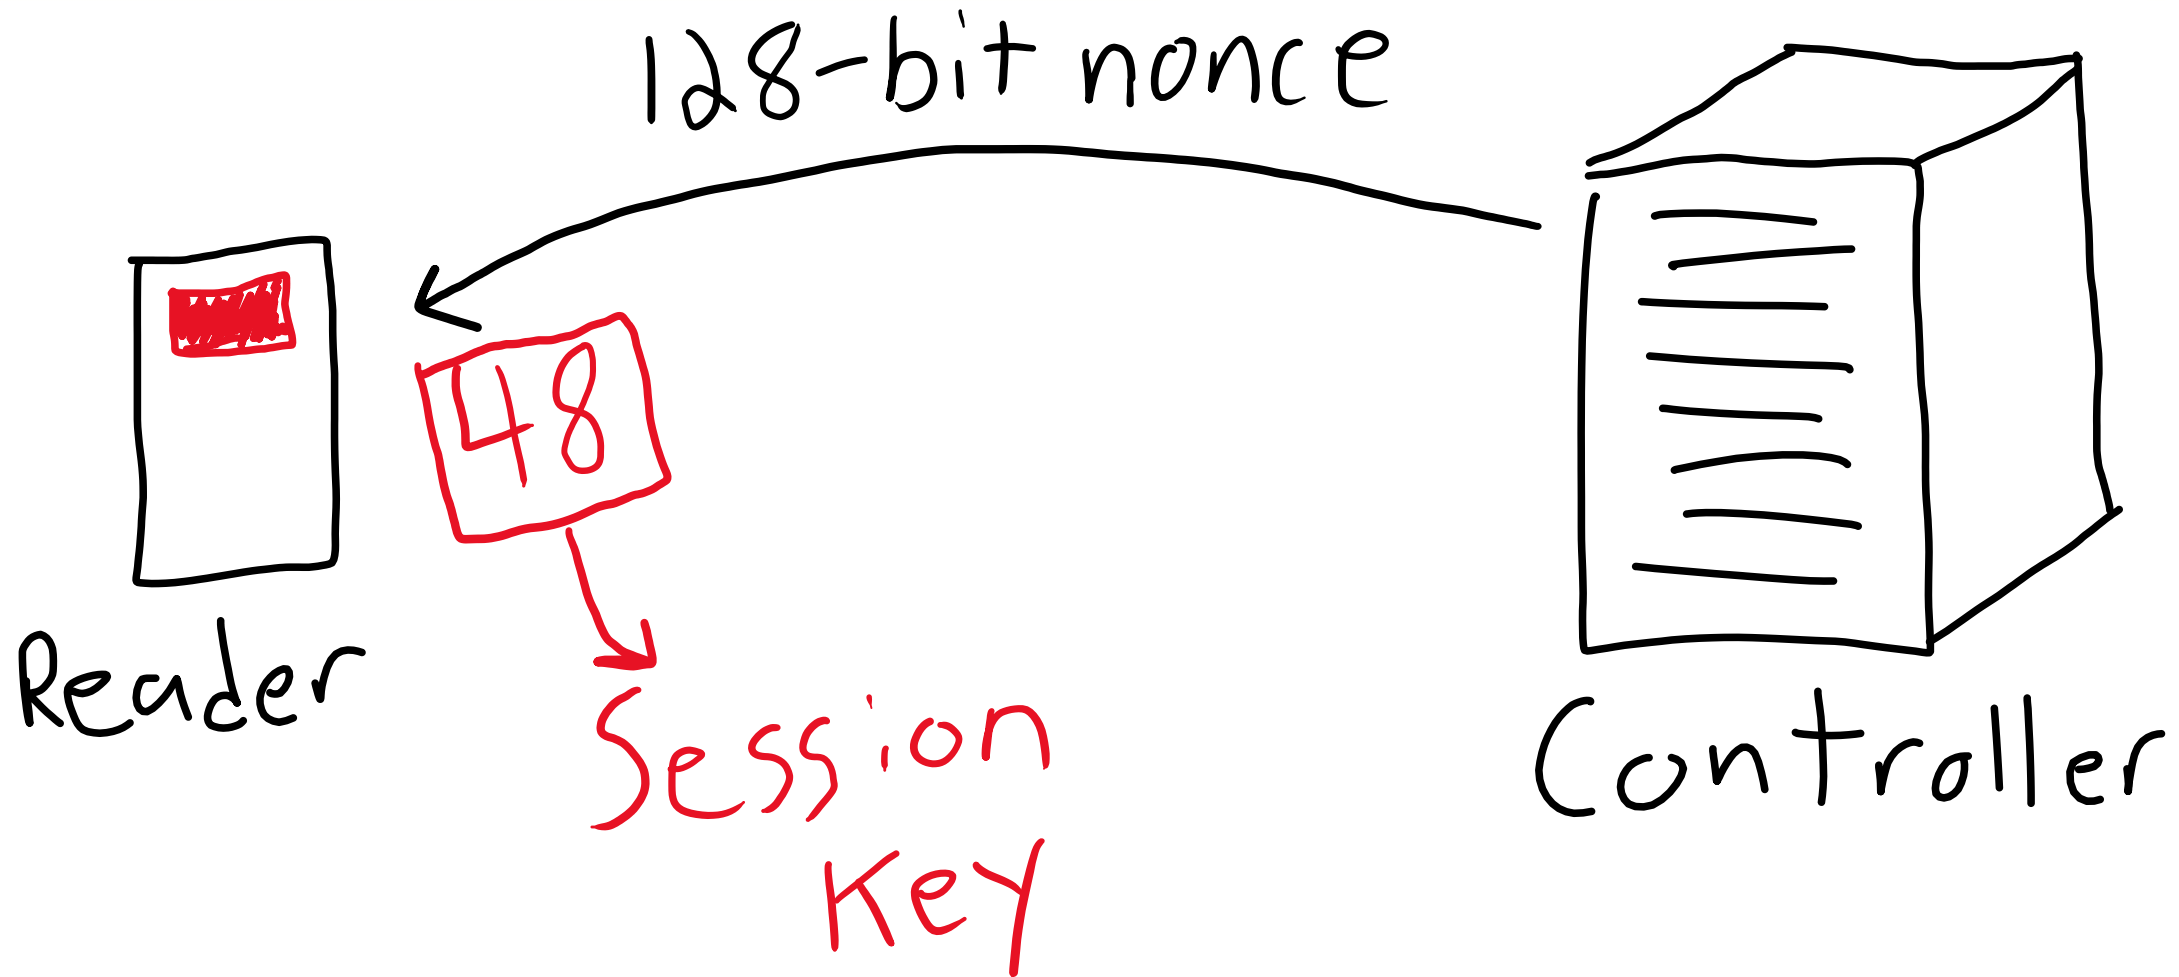 128-bit nonce
48
Reader
Session
Key
Controller